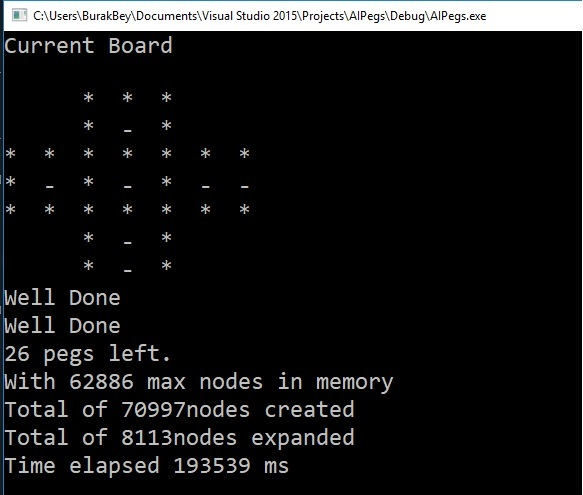 C:\Users\BurakBey\Documents\Visual Studio 2015\Projects\AIPegs\Debug\AIPegs.exe
Current Board
* * *
* - *
* * * * * * *
* - * - * - -
* * * * * * *
* - *
* - *
Well Done
Well Done
26 pegs left.
With 62886 max nodes in memory
Total of 70997nodes created
Total of 8113nodes expanded
Time elapsed 193539 ms